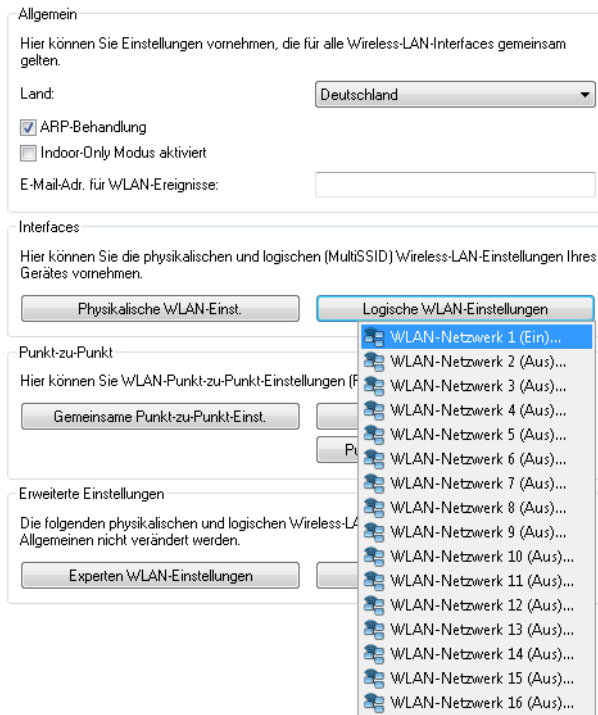 Allgemein
Hier können Sie Einstellungen vornehmen, die für alle Wireless-LAN-Interfaces gemeinsam
gelten.
Land:
Deutschland
ARP-Behandlung
Indoor-Only Modus aktiviert
E-Mail-Adr. für WLAN-Ereignisse:
Interfaces
Hier können Sie die physikalischen und logischen (MultiSSID) Wireless-LAN-Einstellungen Ihres
Gerätes vornehmen.
Physikalische WLAN-Einst.
Logische WLAN-Einstellungen
WLAN-Netzwerk 1 (Ein)...
Punkt-zu-Punkt
WLAN-Netzwerk 2 (Aus)...
Hier können Sie WLAN-Punkt-zu-Punkt-Einstellungen
WLAN-Netzwerk 3 (Aus)...
Gemeinsame Punkt-zu-Punkt-Einst.
WLAN-Netzwerk 4 (Aus)...
WLAN-Netzwerk 5 (Aus)...
WLAN-Netzwerk 6 (Aus)...
WLAN-Netzwerk 7 (Aus)...
Erweiterte Einstellungen
WLAN-Netzwerk 8 (Aus)...
Die folgenden physikalischen und logischen
WLAN-Netzwerk 9 (Aus)...
Allgemeinen nicht verändert werden.
WLAN-Netzwerk 10 (Aus)...
Experten WLAN-Einstellungen
WLAN-Netzwerk 11 (Aus)...
WLAN-Netzwerk 12 (Aus)...
WLAN-Netzwerk 13 (Aus)...
WLAN-Netzwerk 14 (Aus)...
WLAN-Netzwerk 15 (Aus)...
WLAN-Netzwerk 16 (Aus)...